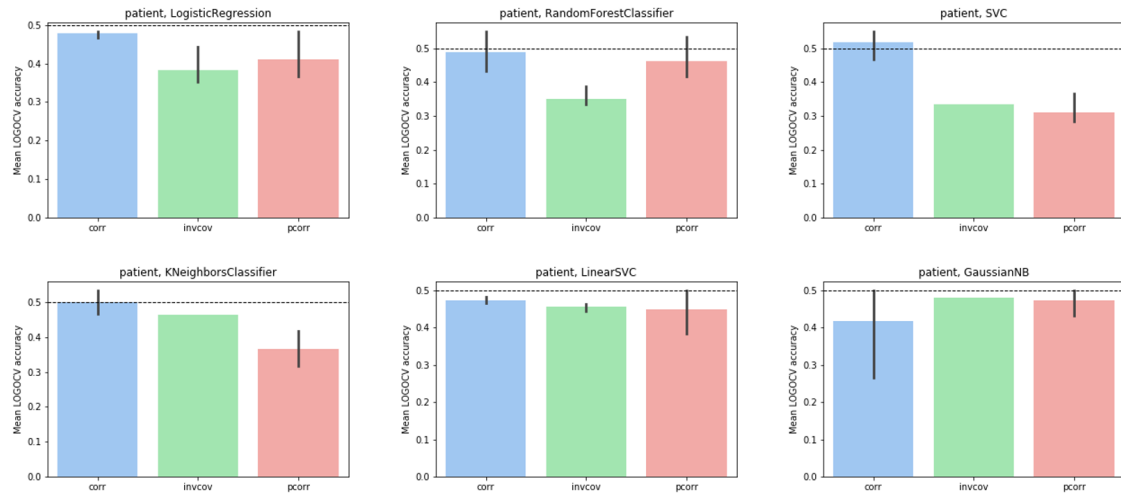 patient, LogisticRegression
Mean LOGOCV accuracy
0.5
0.4
0.3
0.2
0.1
0.0
corr invcov pcorr
patient, RandomForestClassifier
Mean LOGOCV accuracy
0.5
0.4
0.3
0.2
0.1
0.0
corr invcov pcorr
patient, SVC
Mean LOGOCV accuracy
0.5
0.4
0.3
0.2
0.1
0.0
corr invcov pcorr
patient, KNeighborsClassifier
Mean LOGOCV accuracy
0.5
0.4
0.3
0.2
0.1
0.0
corr invcov pcorr
patient, LinearSVC
Mean LOGOCV accuracy
0.5
0.4
0.3
0.2
0.1
0.0
corr invcov pcorr
patient, GaussianNB
Mean LOGOCV accuracy
0.5
0.4
0.3
0.2
0.1
0.0
corr invcov pcorr